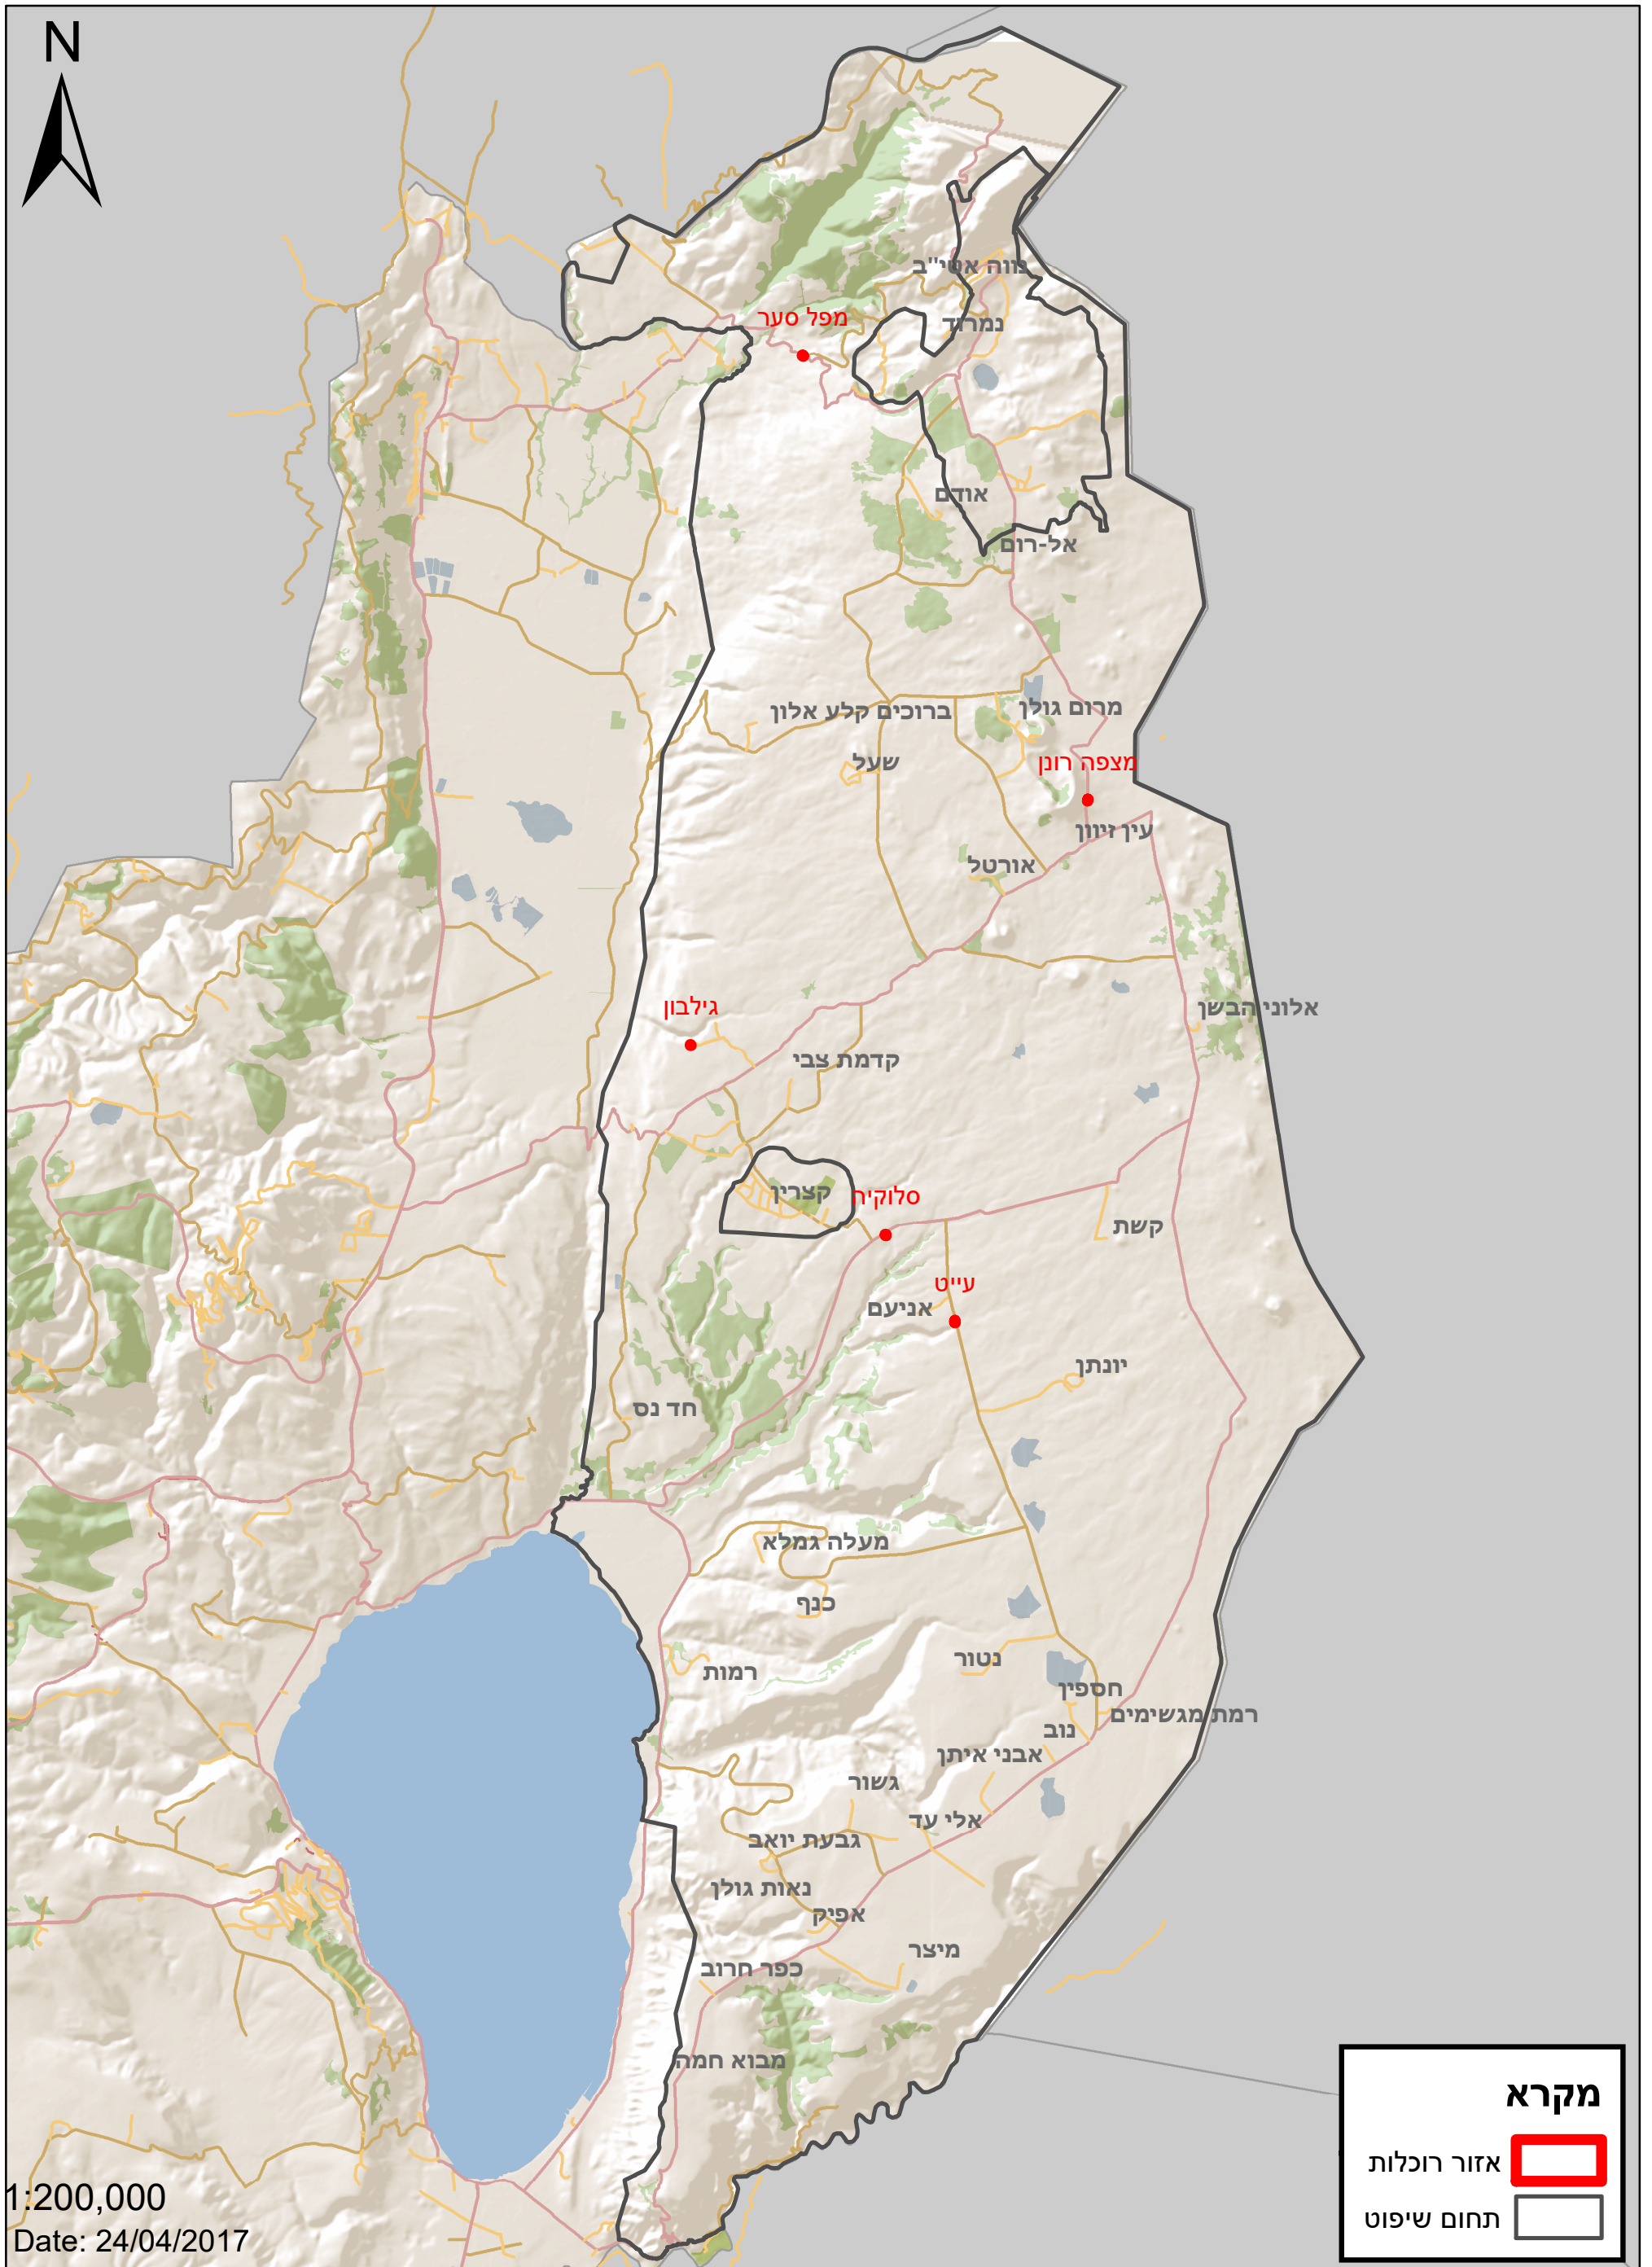 N
נווה אטי"ב
מפל סער
נמרוד
אודם
אל-רום
מרום גולן
ברוכים קלע אלון
שעל
מצפה רונן
עין זיוון
אורטל
גילבון
אלוני הבשן
קדמת צבי
קצרין
סלוקיה
קשת
עייט
אניעם
יונתן
חד נס
מעלה גמלא
כנף
נטור
רמות
חספין
רמת מגשימים
נוב
אבני איתן
גשור
אלי עד
גבעת יואב
נאות גולן
אפיק
מיצר
כפר חרוב
מבוא חמה
מקרא
אזור רוכלות
תחום שיפוט
1:200,000
Date: 24/04/2017